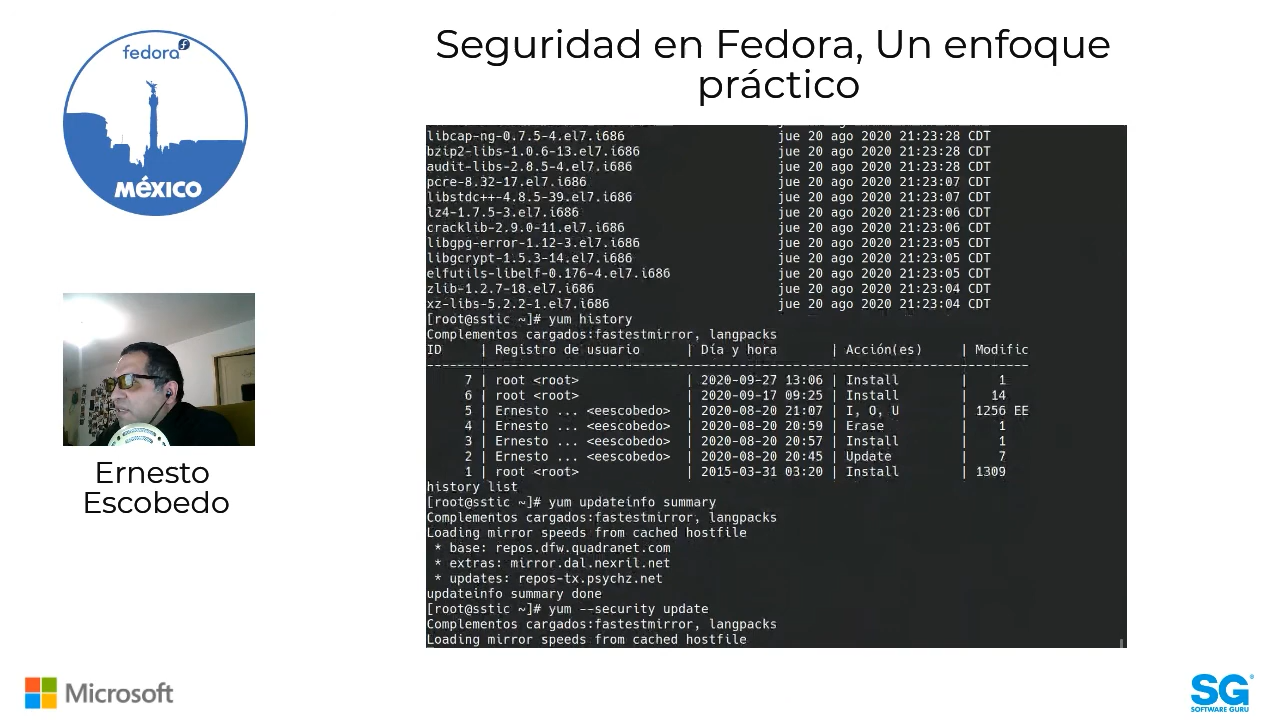 fedora
MéXICO
Seguridad en Fedora, Un enfoque
práctico
libcap-ng-0.7.5-4.el7.i686 jue 20 ago 2020 21:23:28 CDT
bzip2-libs-1.0.6-13.el7.i686 jue 20 ago 2020 21:23:28 CDT
audit-libs-2.8.5-4.el7.i686 jue 20 ago 2020 21:23:28 CDT
pcre-8.32-17.el7.i686 jue 20 ago 2020 21:23:07 CDT
libstdc++-4.8.5-39.el7.i686 jue 20 ago 2020 21:23:07 CDT
lz4-1.7.5-3.el7.i686 jue 20 ago 2020 21:23:06 CDT
cracklib-2.9.0-11.el7.i686 jue 20 ago 2020 21:23:06 CDT
libgpg-error-1.12-3.el7.i686 jue 20 ago 2020 21:23:05 CDT
libgcrypt-1.5.3-14.el7.i686 jue 20 ago 2020 21:23:05 CDT
elfutils-libelf-0.176-4.el7.i686 jue 20 ago 2020 21:23:05 CDT
zlib-1.2.7-18.el7.i686 jue 20 ago 2020 21:23:04 CDT
xz-libs-5.2.2-1.el7.i686 jue 20 ago 2020 21:23:04 CDT
[root@sstic ~]# yum history
Complementos cargados:fastestmirror, langpacks
ID | Registro de usuario | Día y hora | Acción(es) | Modific
-------------------------------------------------------------------------------
7 | root <root> | 2020-09-27 13:06 | Install | 1
6 | root <root> | 2020-09-17 09:25 | Install | 14
5 | Ernesto ... <eescobedo> | 2020-08-20 21:07 | I, O, U | 1256 EE
4 | Ernesto ... <eescobedo> | 2020-08-20 20:59 | Erase | 1
3 | Ernesto ... <eescobedo> | 2020-08-20 20:57 | Install | 1
2 | Ernesto ... <eescobedo> | 2020-08-20 20:45 | Update | 7
1 | root <root> | 2015-03-31 03:20 | Install | 1309
history list
[root@sstic ~]# yum updateinfo summary
Complementos cargados:fastestmirror, langpacks
Loading mirror speeds from cached hostfile
* base: repos.dfw.quadranet.com
* extras: mirror.dal.nexril.net
* updates: repos-tx.psychz.net
updateinfo summary done
[root@sstic ~]# yum --security update
Complementos cargados:fastestmirror, langpacks
Loading mirror speeds from cached hostfile
Ernesto
Escobedo
Microsoft
SG
SOFTWARE GURU